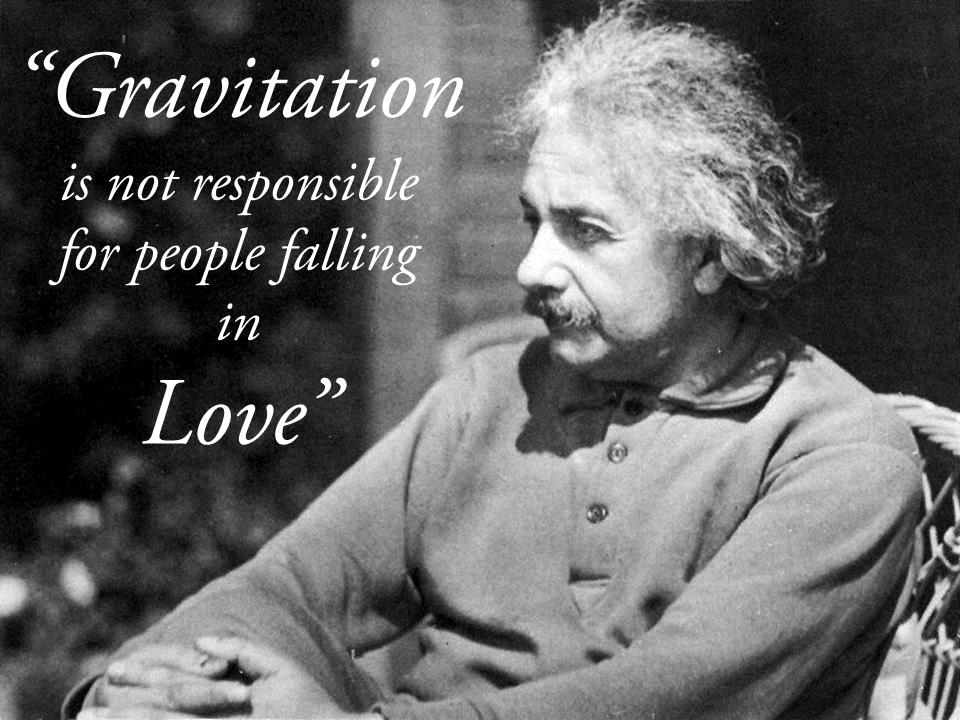 “Gravitation
is not responsible
for people falling
in
Love”